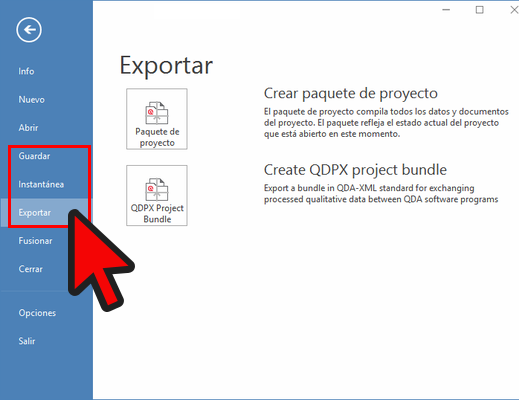 Info
Nuevo
Abrir
Guardar
Instantánea
Exportar
Fusionar
Cerrar
Opciones
Salir
Exportar
Paquete de
proyecto
Crear paquete de proyecto
El paquete de proyecto compila todos los datos y documentos
del proyecto. El paquete refleja el estado actual del proyecto
que está abierto en este momento.
QDPX Project
Bundle
Create QDPX project bundle
Export a bundle in QDA-XML standard for exchanging
processed qualitative data between QDA software programs